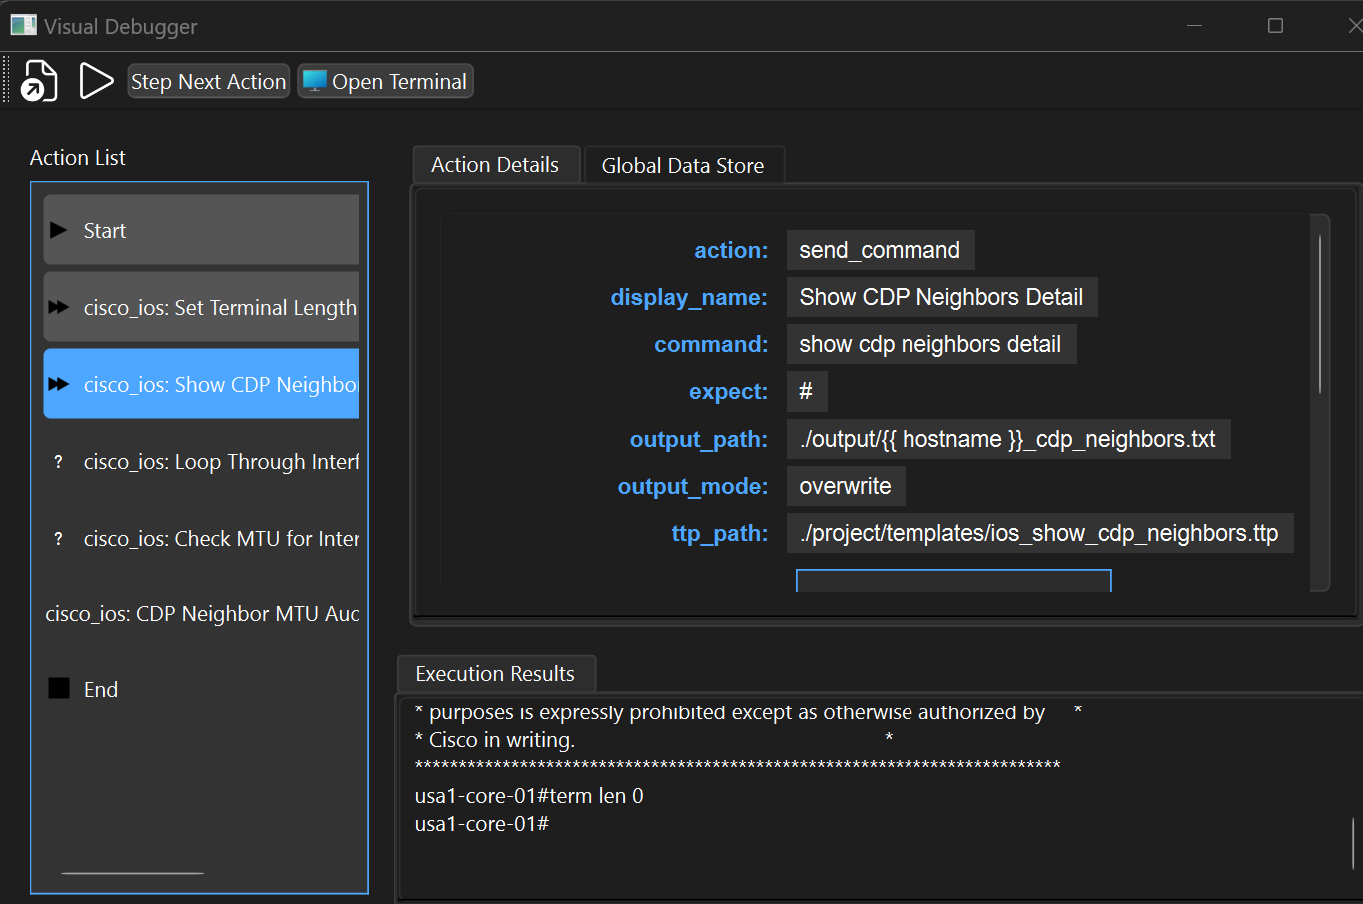 Visual Debugger
Step Next Action
Open Terminal
Action List
Start
cisco_ios: Set Terminal Length
cisco_ios: Show CDP Neighbo
? cisco_ios: Loop Through Interf
? cisco_ios: Check MTU for Inter
cisco_ios: CDP Neighbor MTU Aud
End
Action Details
Global Data Store
action: send_command
display_name: Show CDP Neighbors Detail
command: show cdp neighbors detail
expect: #
output_path: ./output/{{ hostname }}_cdp_neighbors.txt
output_mode: overwrite
ttp_path: ./project/templates/ios_show_cdp_neighbors.ttp
Execution Results
* purposes is expressly prohibited except as otherwise authorized by *
* Cisco in writing. *
**************************************************************************
usa1-core-01#term len 0
usa1-core-01#